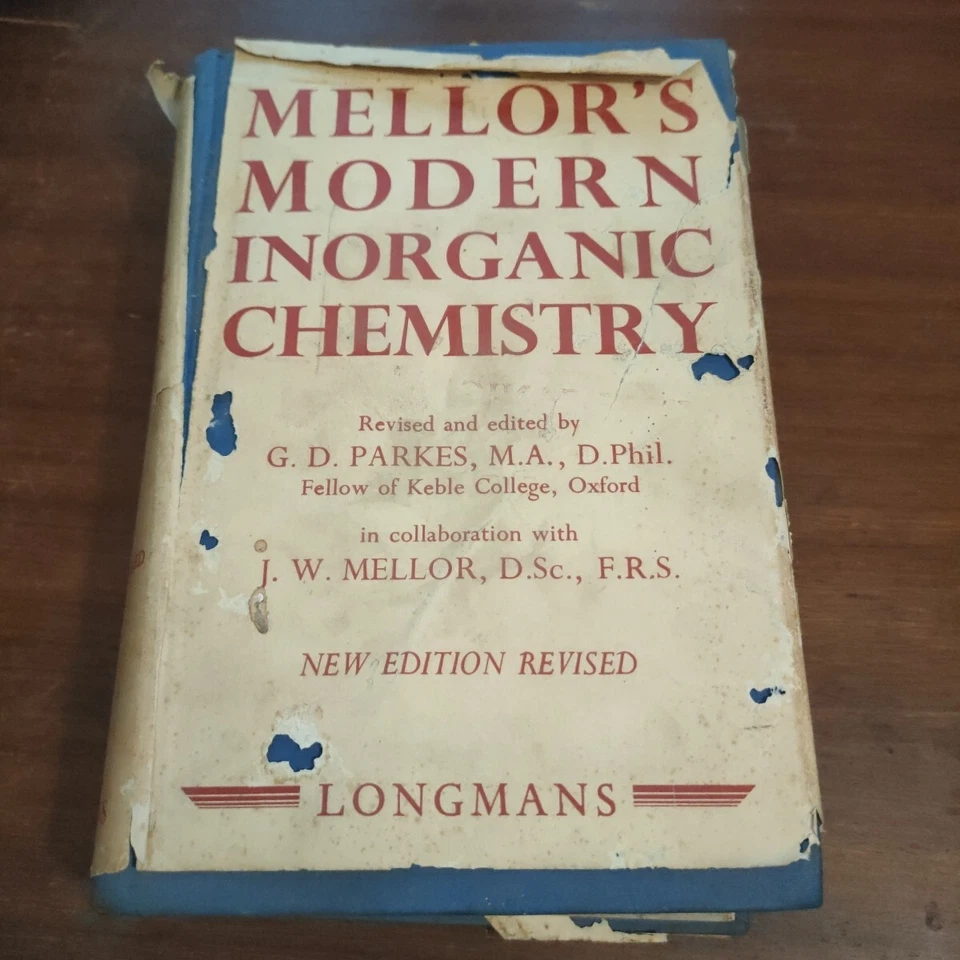 MELLOR'S
MODERN
INORGANIC
CHEMISTRY
Revised and edited by
G. D. PARKES, M.A., D.Phil.
Fellow of Keble College, Oxford
in collaboration with
J. W. MELLOR, D.Sc., F.R.S.
NEW EDITION REVISED
LONGMANS